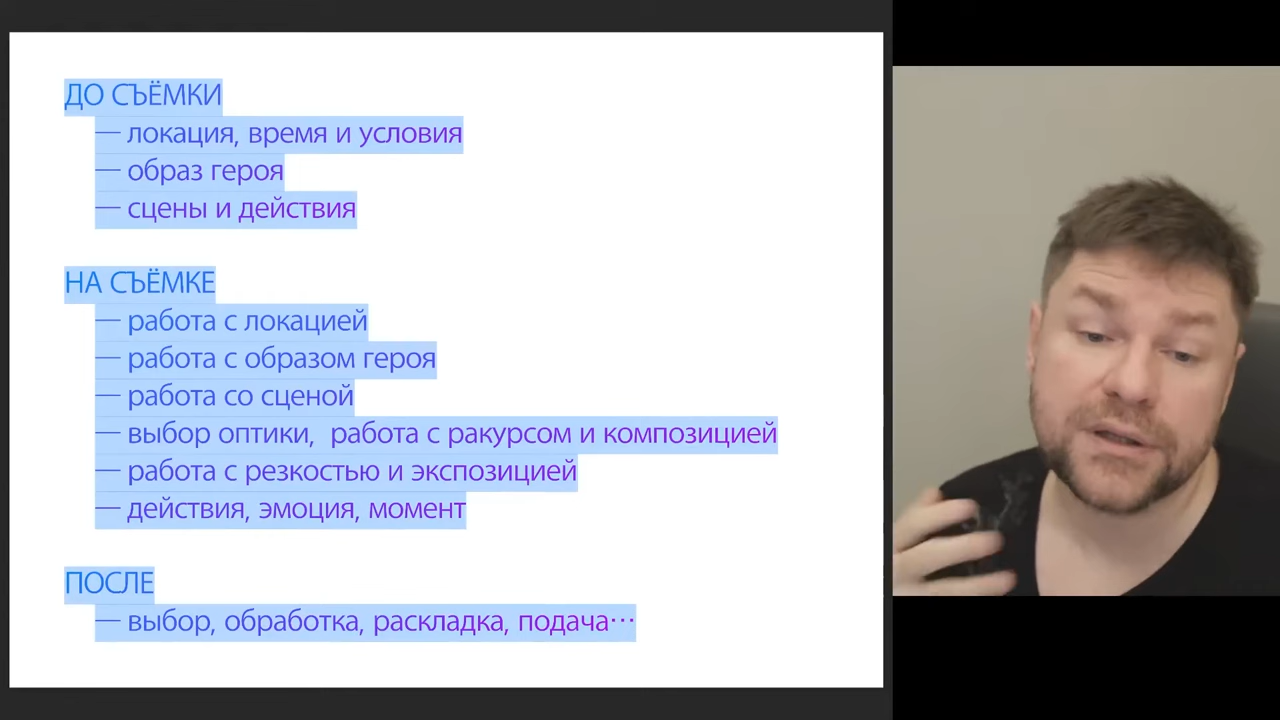 ДО СЪЁМКИ
— локация, время и условия
— образ героя
— сцены и действия
НА СЪЁМКЕ
— работа с локацией
— работа с образом героя
— работа со сценой
— выбор оптики, работа с ракурсом и композицией
— работа с резкостью и экспозицией
— действия, эмоция, момент
ПОСЛЕ
— выбор, обработка, раскладка, подача...